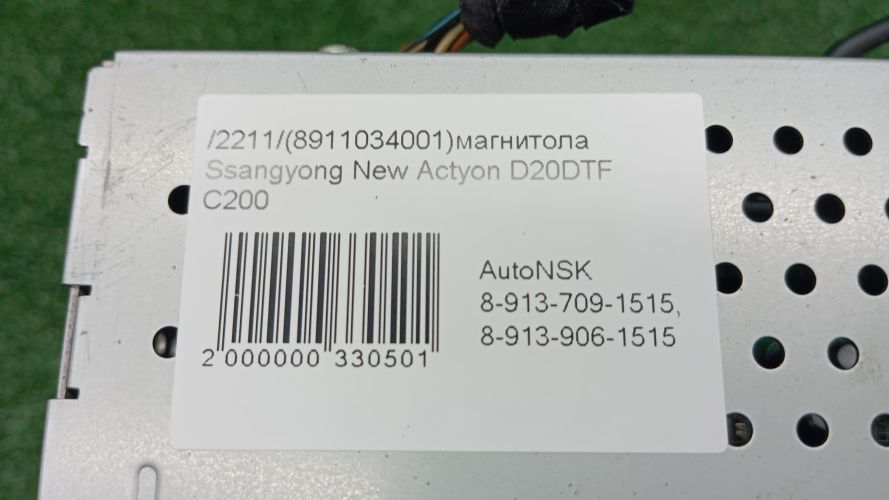 /2211/(8911034001)магнитола
Ssangyong New Actyon D20DTF
C200
AutoNSK
8-913-709-1515,
8-913-906-1515
2 000000 330501